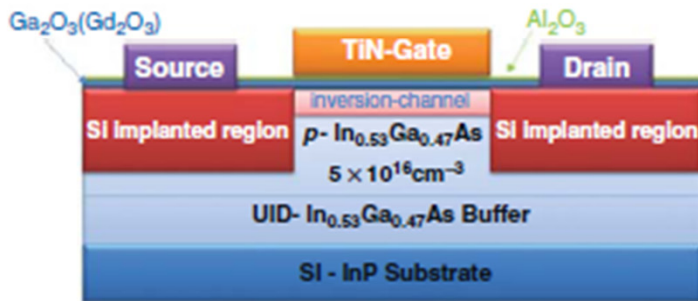 Ga₂O₃(Gd₂O₃)
Al₂O₃
TiN-Gate
Source
Drain
inversion-channel
Si Implanted region
p- In₀.₅₃Ga₀.₄₇As
Si Implanted region
5 × 10¹⁶cm⁻³
UID- In₀.₅₃Ga₀.₄₇As Buffer
SI - InP Substrate